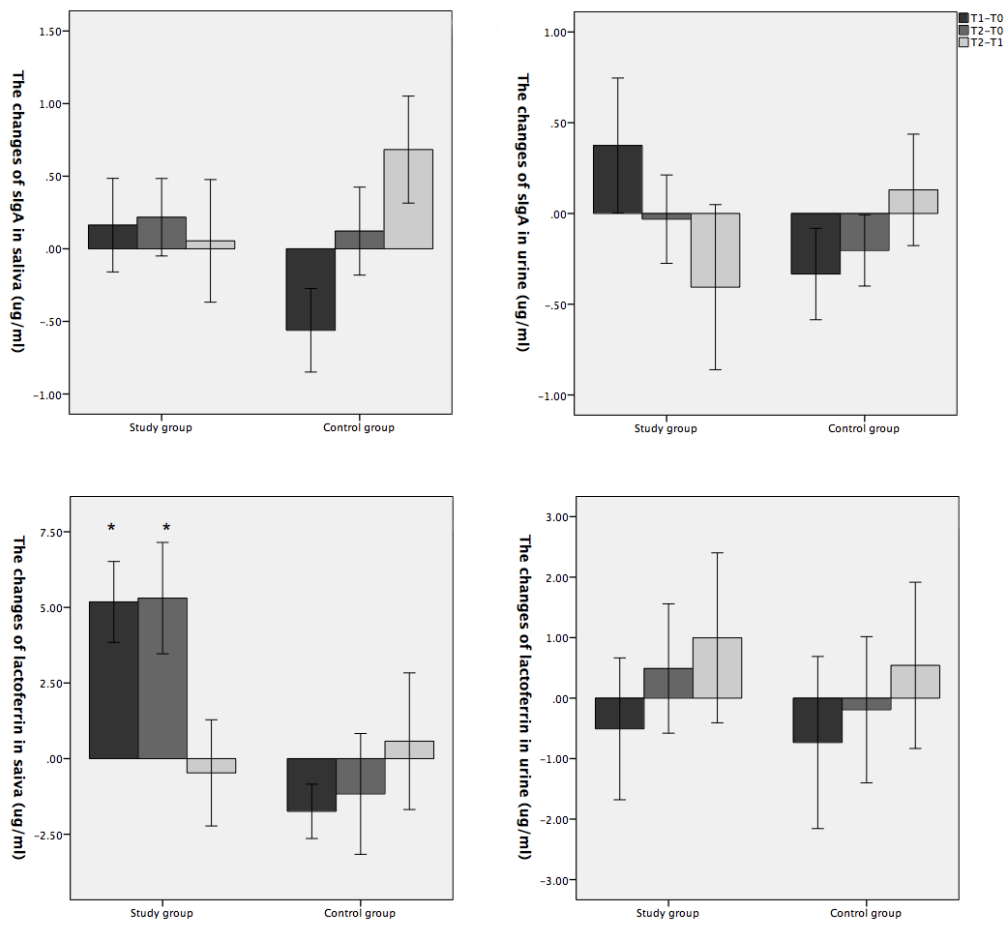 The changes of sIgA in saliva (ug/ml)
1.50
1.00
.50
.00
-.50
-1.00
Study group
Control group
The changes of sIgA in urine (ug/ml)
1.00
.50
.00
-.50
-1.00
Study group
Control group
T1-T0
T2-T0
T2-T1
The changes of lactoferrin in saiva (ug/ml)
7.50
5.00
2.50
.00
-2.50
* *
Study group
Control group
The changes of lactoferrin in urine (ug/ml)
3.00
2.00
1.00
.00
-1.00
-2.00
-3.00
Study group
Control group